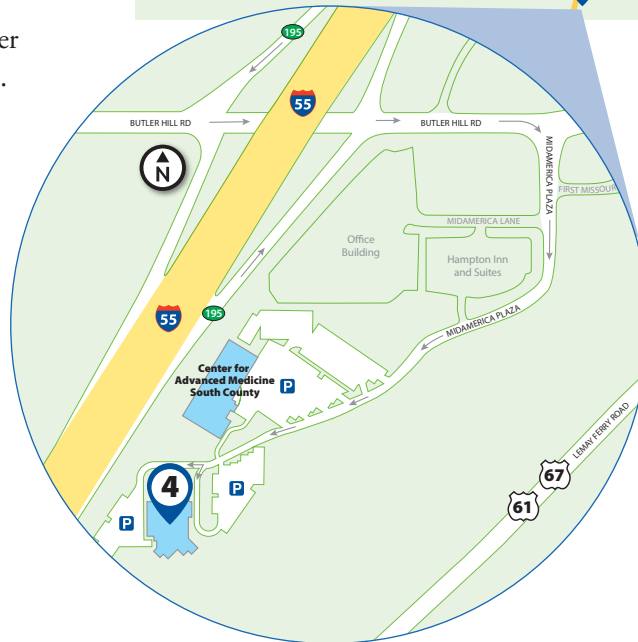 er
.
195
55
BUTLER HILL RD
BUTLER HILL RD
N
MIDAMERICA PLAZA
FIRST MISSOUR
MIDAMERICA LANE
Office
Building
Hampton Inn
and Suites
55
195
MIDAMERICA PLAZA
Center for
Advanced Medicine
South County
P
LEMAY FERRY ROAD
67
61
4
P
P